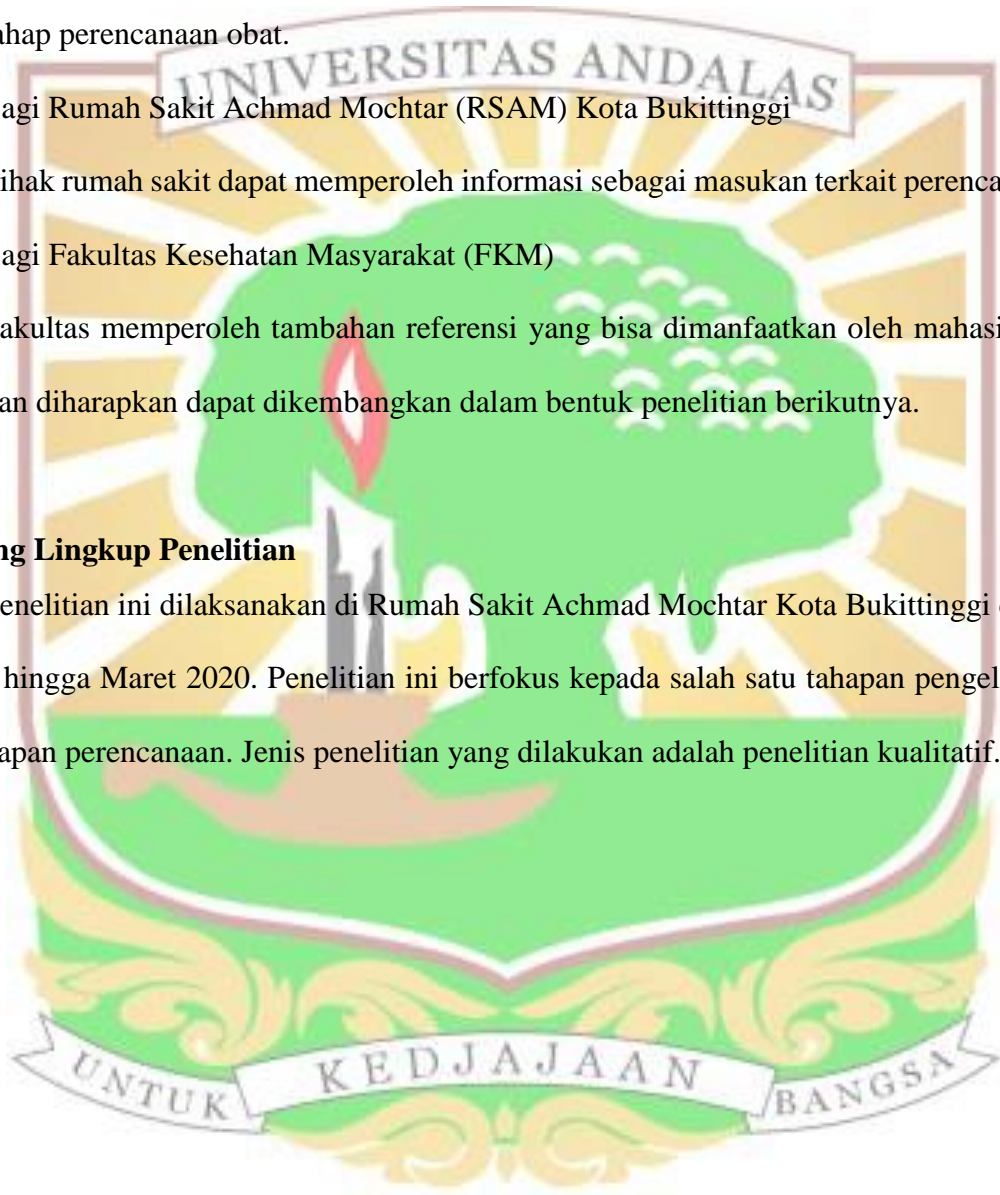 ahap perencanaan obat.
UNIVERSITAS ANDALAS
agi Rumah Sakit Achmad Mochtar (RSAM) Kota Bukittinggi
ihak rumah sakit dapat memperoleh informasi sebagai masukan terkait perenca
agi Fakultas Kesehatan Masyarakat (FKM)
akultas memperoleh tambahan referensi yang bisa dimanfaatkan oleh mahasi
an diharapkan dapat dikembangkan dalam bentuk penelitian berikutnya.
ng Lingkup Penelitian
enelitian ini dilaksanakan di Rumah Sakit Achmad Mochtar Kota Bukittinggi
hingga Maret 2020. Penelitian ini berfokus kepada salah satu tahapan pengel
apan perencanaan. Jenis penelitian yang dilakukan adalah penelitian kualitatif.
UNTUK KEDJAJAAN BANGSA